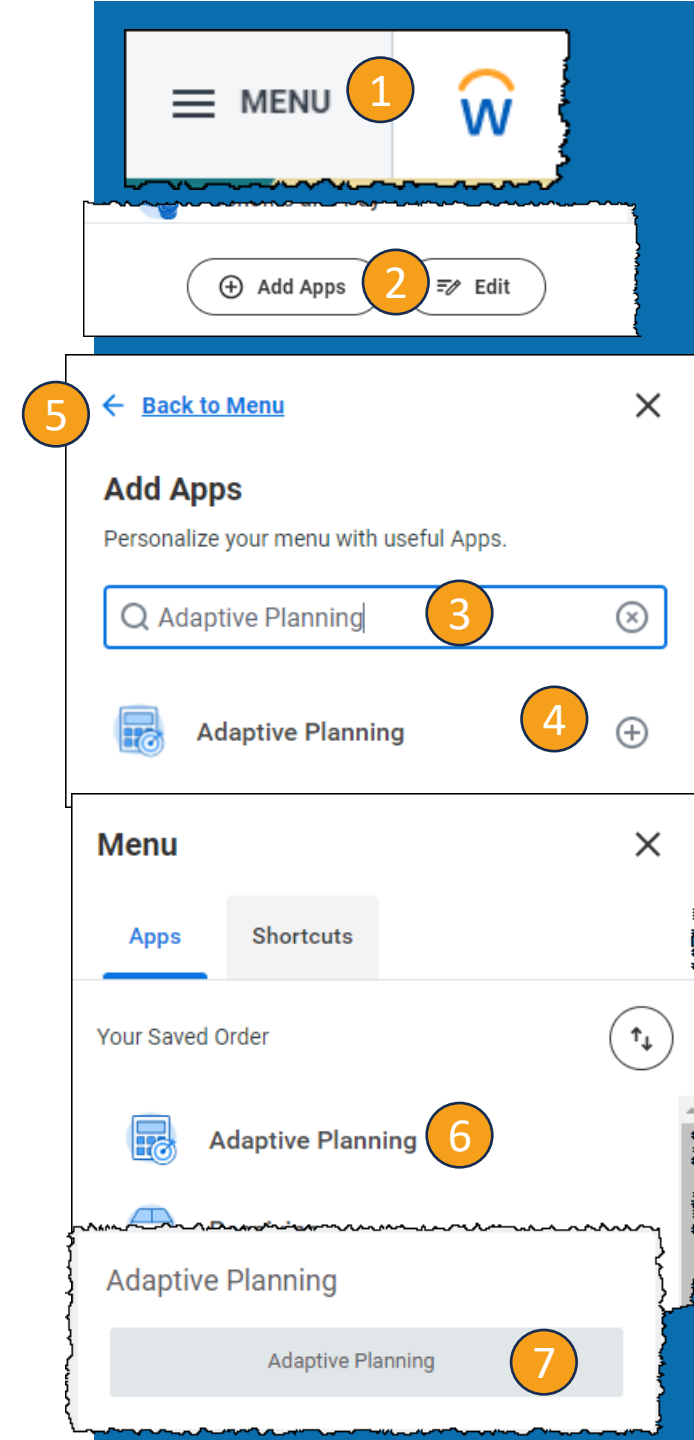 MENU 1 W
Add Apps 2 Edit
5 Back to Menu
Add Apps
Personalize your menu with useful Apps.
Adaptive Planning 3
Adaptive Planning 4
Menu
Apps Shortcuts
Your Saved Order
Adaptive Planning 6
Adaptive Planning
Adaptive Planning 7